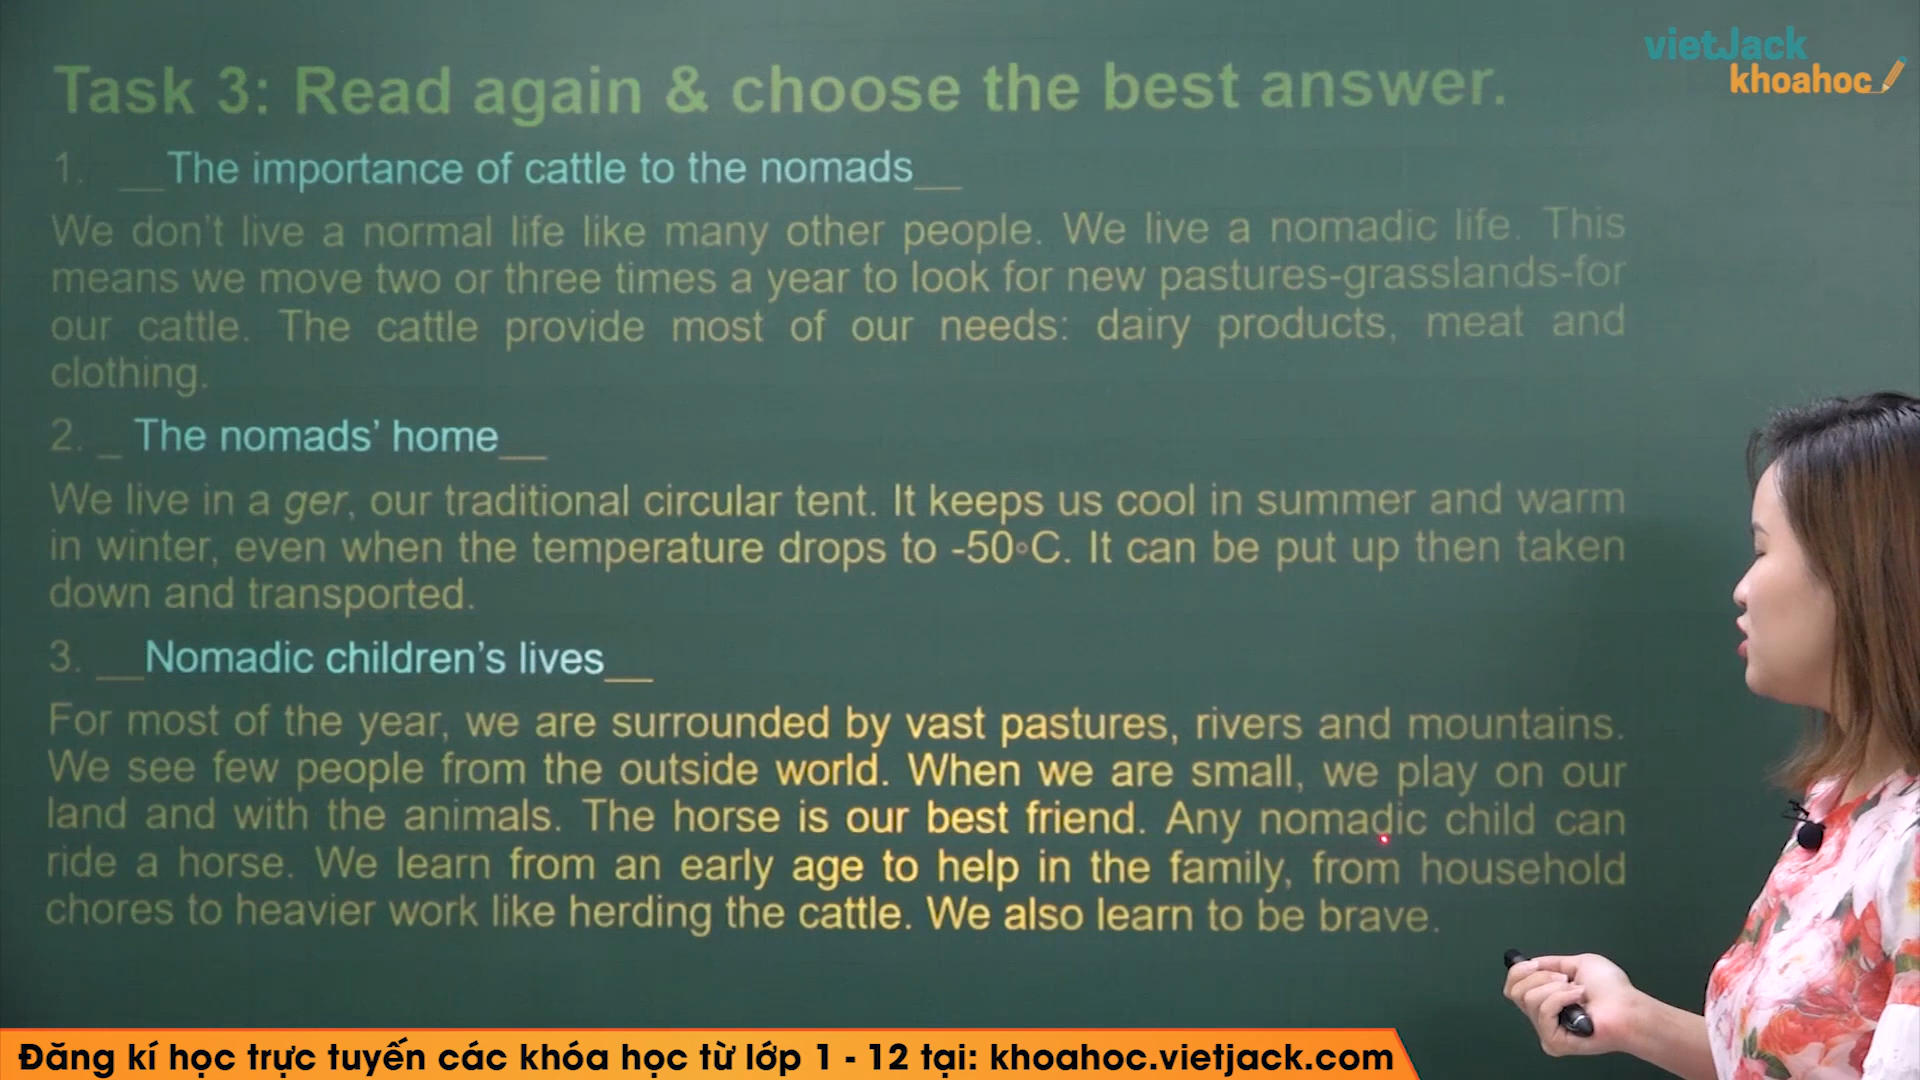 vietJack
khoahoc
Task 3: Read again & choose the best answer.
1. __The importance of cattle to the nomads__
We don't live a normal life like many other people. We live a nomadic life. This
means we move two or three times a year to look for new pastures-grasslands-for
our cattle. The cattle provide most of our needs: dairy products, meat and
clothing.
2. _ The nomads' home__
We live in a ger, our traditional circular tent. It keeps us cool in summer and warm
in winter, even when the temperature drops to -50°C. It can be put up then taken
down and transported.
3. __Nomadic children's lives__
For most of the year, we are surrounded by vast pastures, rivers and mountains.
We see few people from the outside world. When we are small, we play on our
land and with the animals. The horse is our best friend. Any nomadic child can
ride a horse. We learn from an early age to help in the family, from household
chores to heavier work like herding the cattle. We also learn to be brave.
Đăng kí học trực tuyến các khóa học từ lớp 1 - 12 tại: khoahoc.vietjack.com